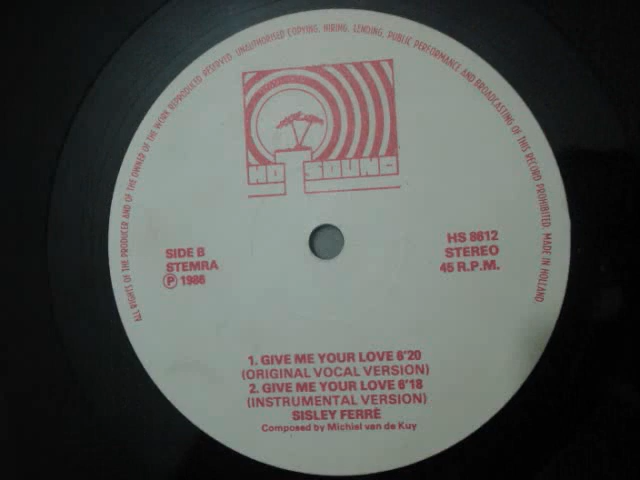 ALL RIGHTS OF THE PRODUCER AND OF THE OWNER OF THE WORK REPRODUCED RESERVED. UNAUTHORISED COPYING, HIRING, LENDING, PUBLIC PERFORMANCE AND BROADCASTING OF THIS RECORD PROHIBITED. MADE IN HOLLAND
HOTSOUND
SIDE B
STEMRA
Ⓟ 1986
HS 8612
STEREO
45 R.P.M.
1. GIVE ME YOUR LOVE 6'20
(ORIGINAL VOCAL VERSION)
2. GIVE ME YOUR LOVE 6'18
(INSTRUMENTAL VERSION)
SISLEY FERRÉ
Composed by Michiel van de Kuy